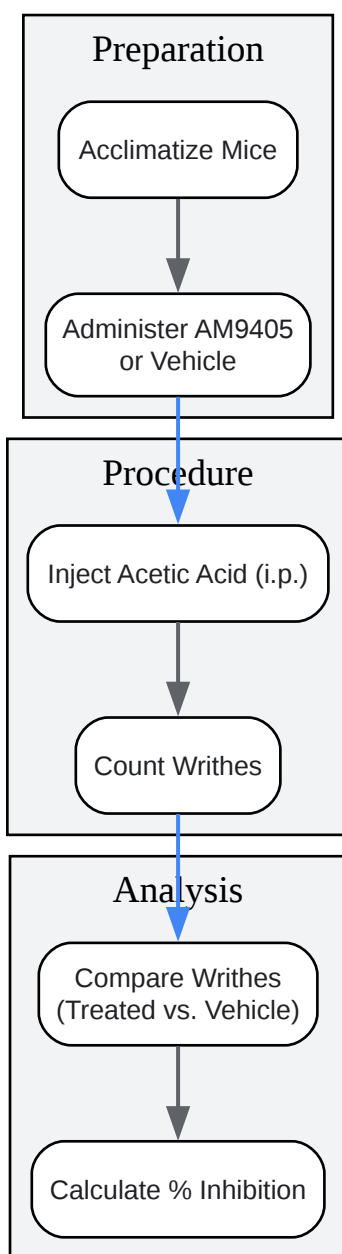 Preparation
Acclimatize Mice
Administer AM9405
or Vehicle
Procedure
Inject Acetic Acid (i.p.)
Count Writhes
Analysis
Compare Writhes
(Treated vs. Vehicle)
Calculate % Inhibition